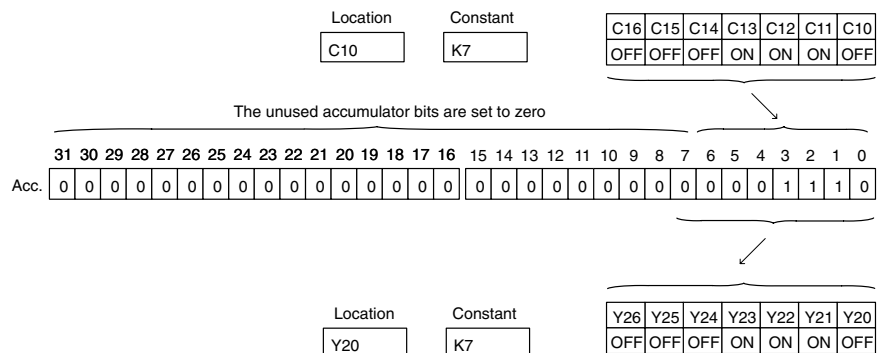 Location Constant
C10 K7
C16 C15 C14 C13 C12 C11 C10
OFF OFF OFF ON ON ON OFF
The unused accumulator bits are set to zero
31 30 29 28 27 26 25 24 23 22 21 20 19 18 17 16 15 14 13 12 11 10 9 8 7 6 5 4 3 2 1 0
Acc. 0 0 0 0 0 0 0 0 0 0 0 0 0 0 0 0 0 0 0 0 0 0 0 0 0 0 0 0 1 1 1 0
Location Constant
Y20 K7
Y26 Y25 Y24 Y23 Y22 Y21 Y20
OFF OFF OFF ON ON ON OFF